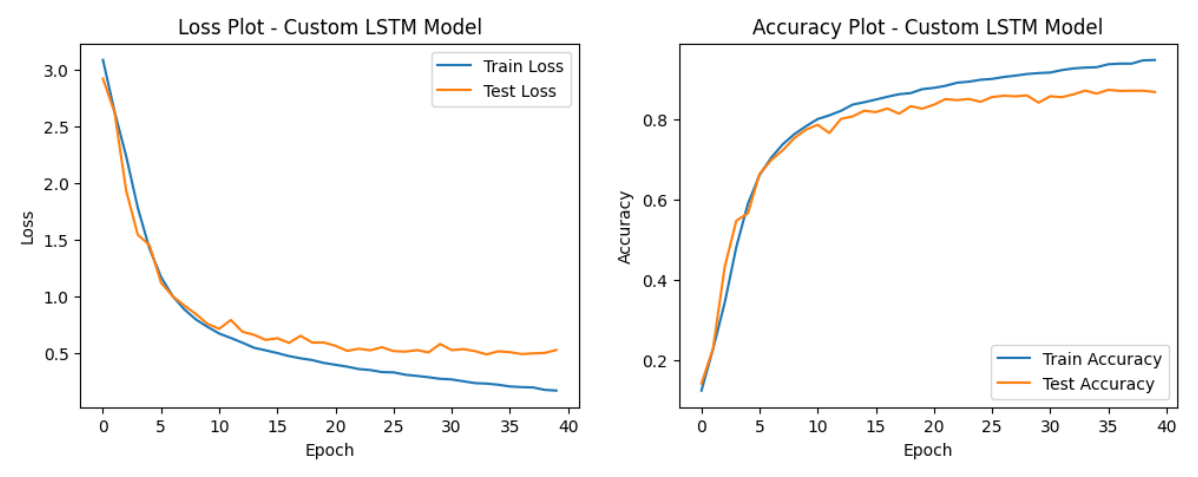 Loss Plot - Custom LSTM Model
3.0
2.5
2.0
1.5
1.0
0.5
Loss
Train Loss
Test Loss
0 5 10 15 20 25 30 35 40
Epoch
Accuracy Plot - Custom LSTM Model
0.8
0.6
0.4
0.2
Accuracy
Train Accuracy
Test Accuracy
0 5 10 15 20 25 30 35 40
Epoch